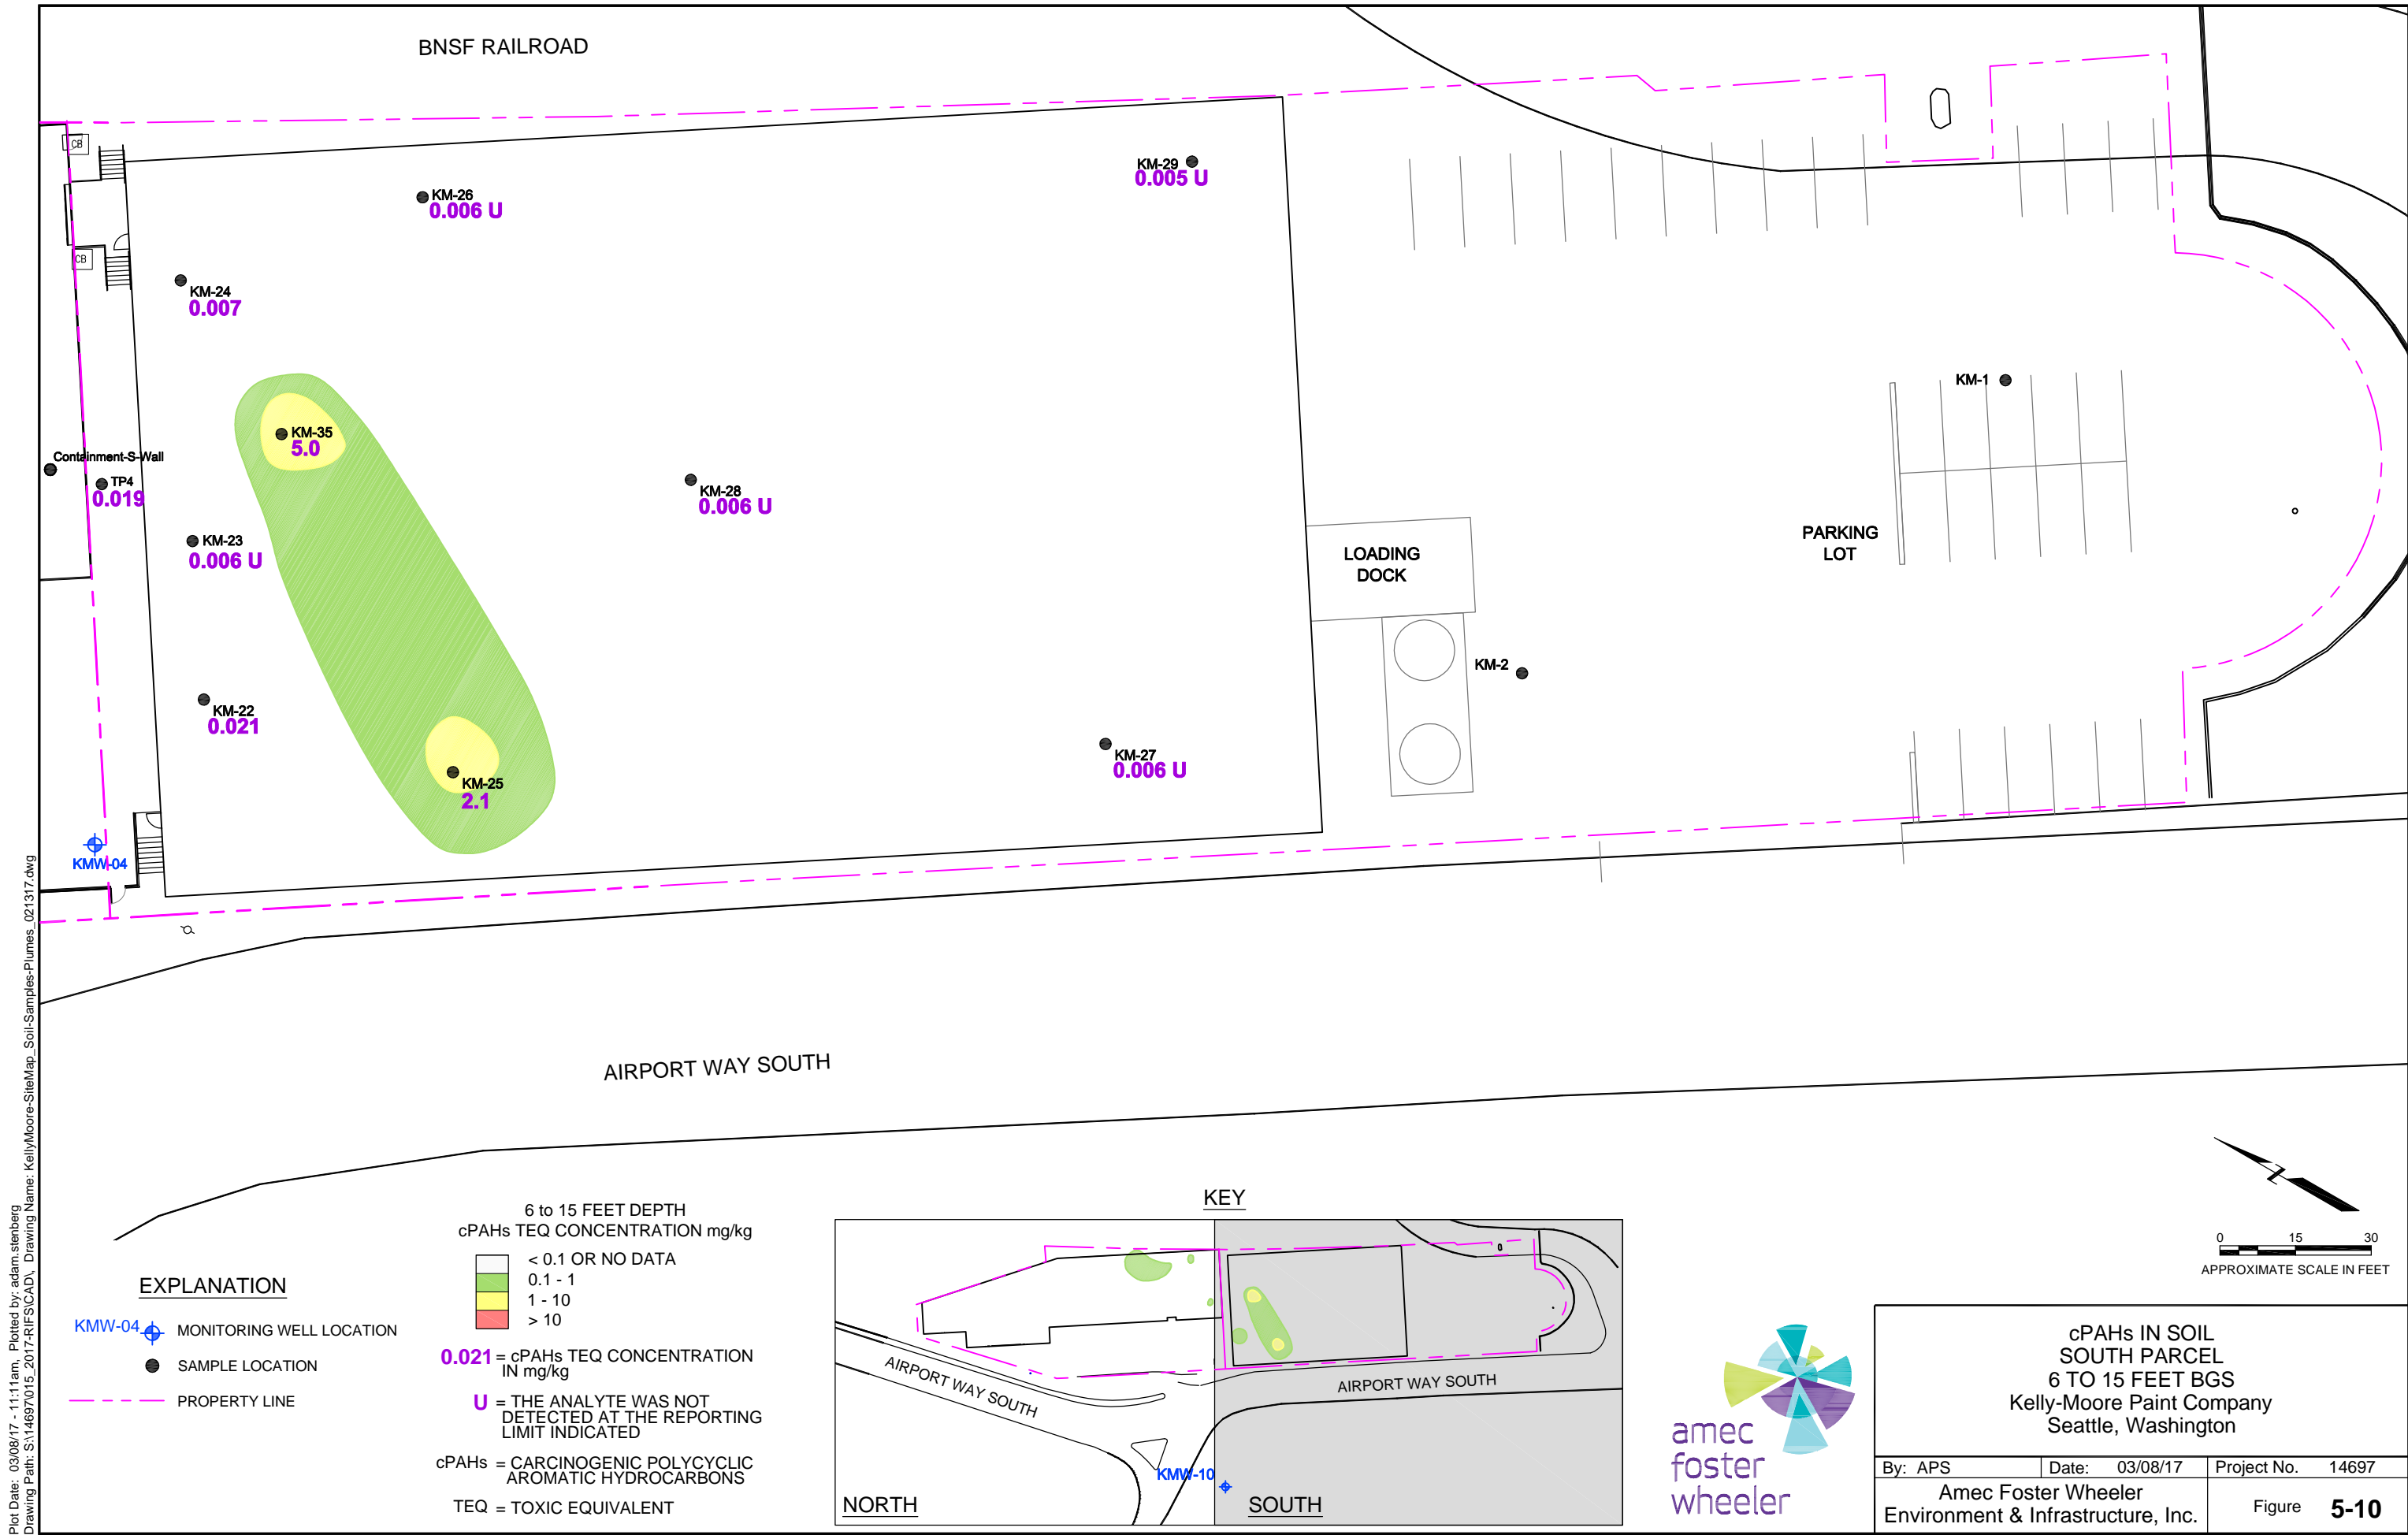 BNSF RAILROAD
CB
CB
KM-26
0.006 U
KM-29
0.005 U
KM-24
0.007
KM-35
5.0
Containment-S-Wall
TP4
0.019
KM-28
0.006 U
KM-23
0.006 U
KM-22
0.021
KM-25
2.1
KM-27
0.006 U
KM-1
KM-2
LOADING
DOCK
PARKING
LOT
KMW-04
AIRPORT WAY SOUTH
Plot Date: 03/08/17 - 11:11am, Plotted by: adam.stenberg
Drawing Path: S:\14697\015_2017-RIFS\CAD\, Drawing Name: KellyMoore-SiteMap_Soil-Samples-Plumes_021317.dwg
EXPLANATION
KMW-04 MONITORING WELL LOCATION
SAMPLE LOCATION
PROPERTY LINE
6 to 15 FEET DEPTH
cPAHs TEQ CONCENTRATION mg/kg
< 0.1 OR NO DATA
0.1 - 1
1 - 10
> 10
0.021 = cPAHs TEQ CONCENTRATION
IN mg/kg
U = THE ANALYTE WAS NOT
DETECTED AT THE REPORTING
LIMIT INDICATED
cPAHs = CARCINOGENIC POLYCYCLIC
AROMATIC HYDROCARBONS
TEQ = TOXIC EQUIVALENT
KEY
AIRPORT WAY SOUTH
AIRPORT WAY SOUTH
KMW-10
NORTH
SOUTH
0 15 30
APPROXIMATE SCALE IN FEET
amec
foster
wheeler
cPAHs IN SOIL
SOUTH PARCEL
6 TO 15 FEET BGS
Kelly-Moore Paint Company
Seattle, Washington
By: APS Date: 03/08/17 Project No. 14697
Amec Foster Wheeler
Environment & Infrastructure, Inc.
Figure 5-10